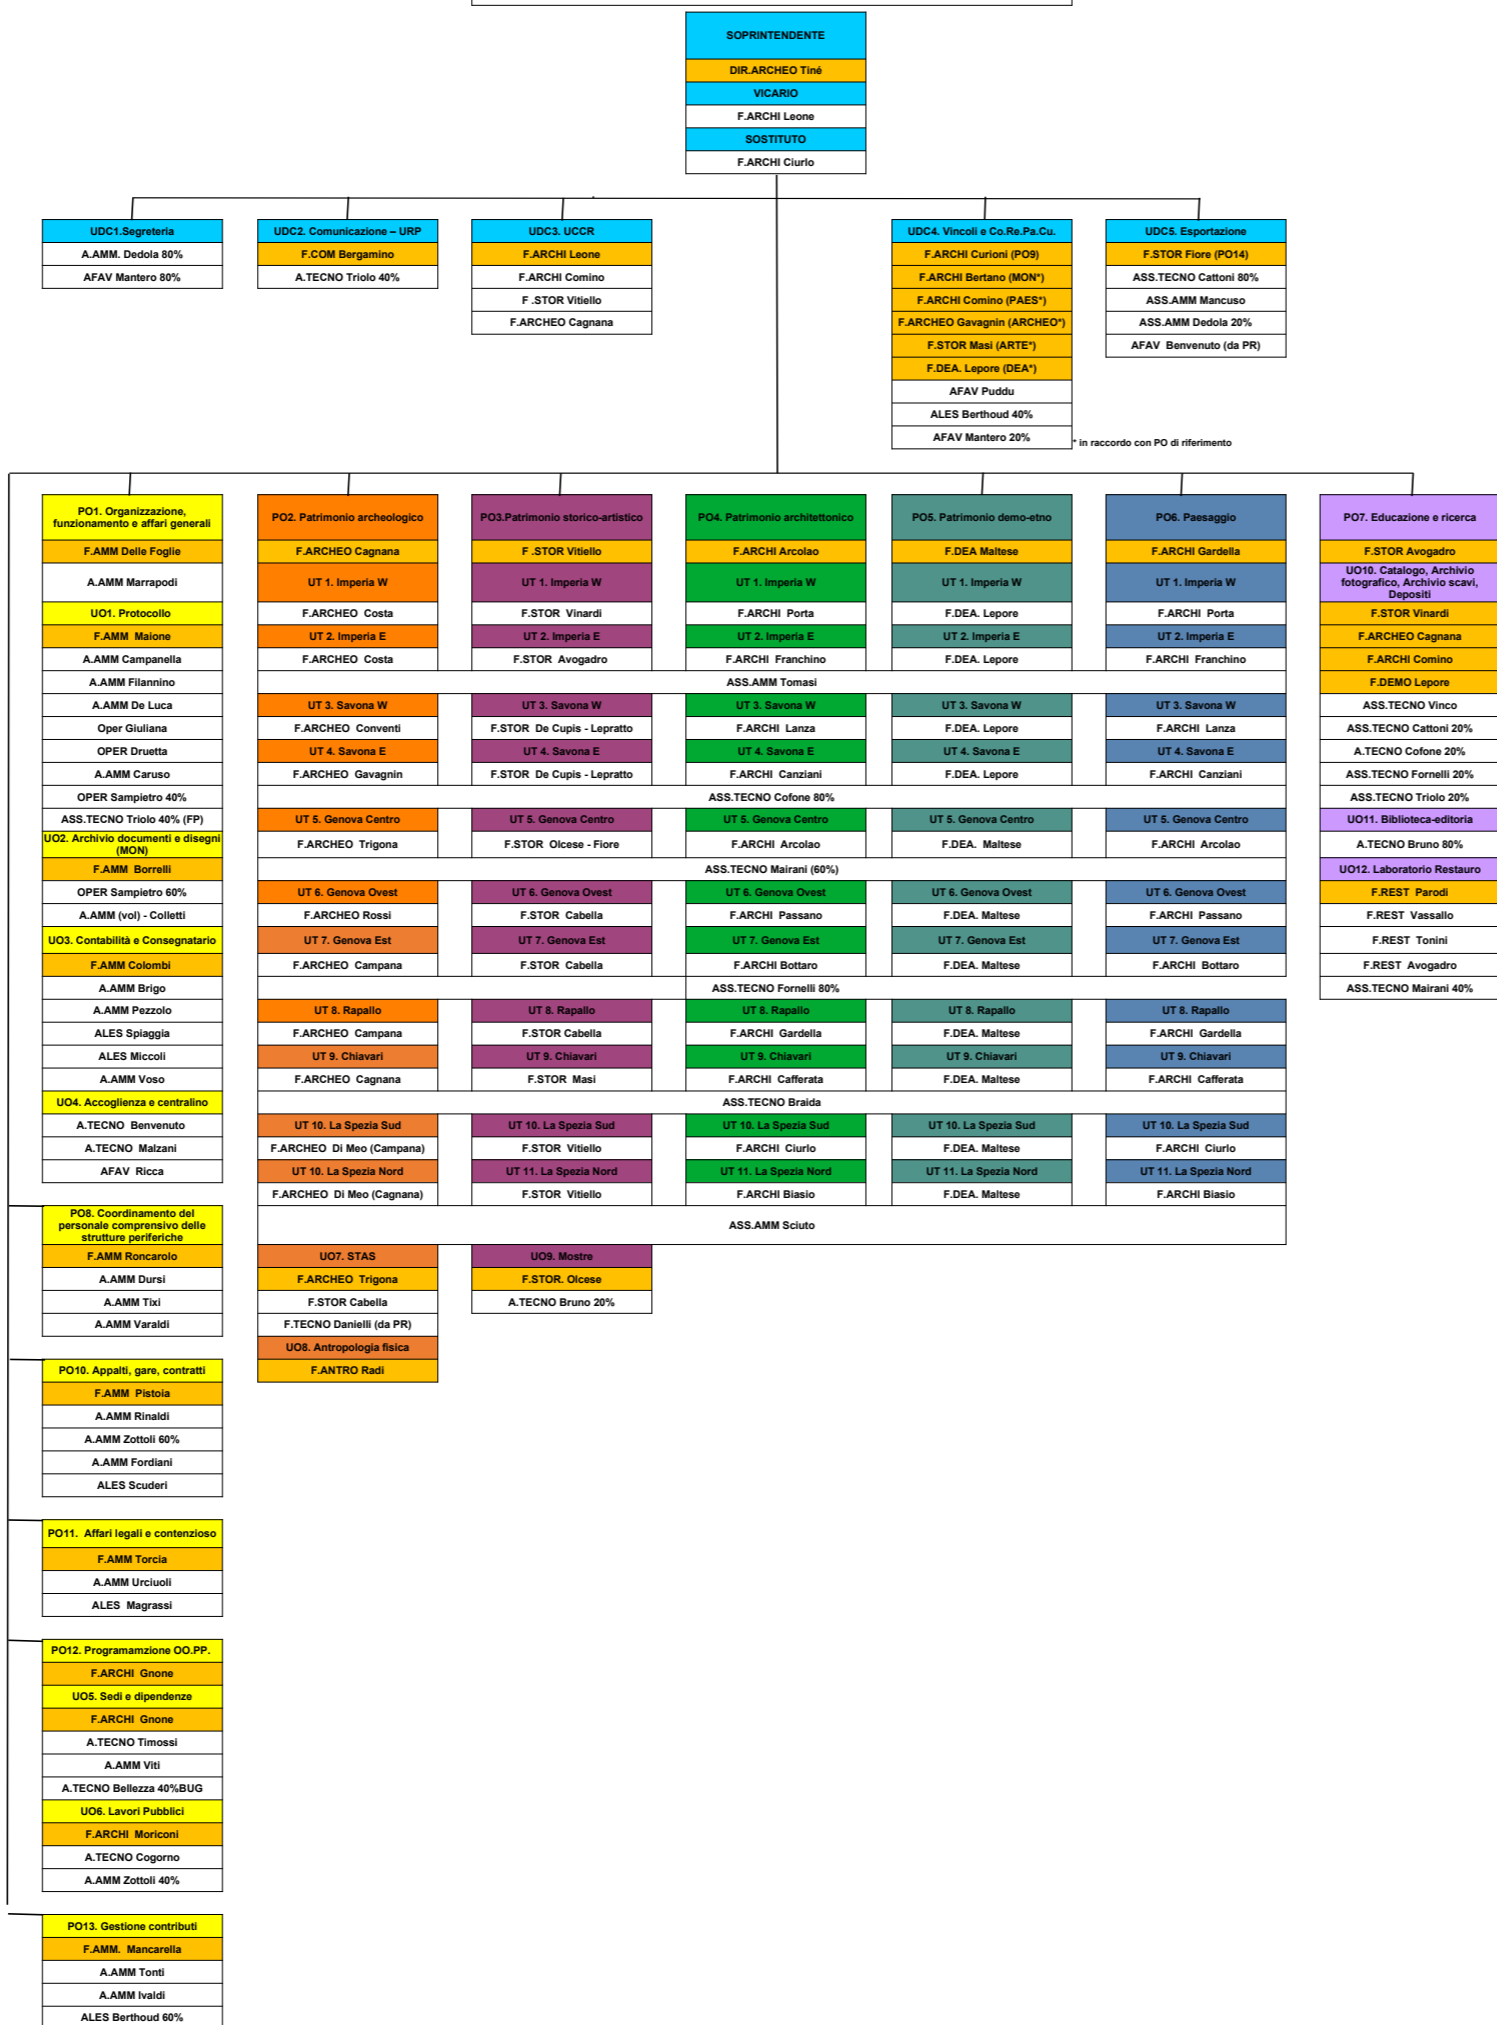 SOPRINTENDENTE
DIR.ARCHEO Tiné
VICARIO
F.ARCHI Leone
SOSTITUTO
F.ARCHI Ciurlo
UDC1.Segreteria
A.AMM. Dedola 80%
AFAV Mantero 80%
UDC2. Comunicazione – URP
F.COM Bergamino
A.TECNO Triolo 40%
UDC3. UCCR
F.ARCHI Leone
F.ARCHI Comino
F .STOR Vitiello
F.ARCHEO Cagnana
UDC4. Vincoli e Co.Re.Pa.Cu.
F.ARCHI Curioni (PO9)
F.ARCHI Bertano (MON*)
F.ARCHI Comino (PAES*)
F.ARCHEO Gavagnin (ARCHEO*)
F.STOR Masi (ARTE*)
F.DEA. Lepore (DEA*)
AFAV Puddu
ALES Berthoud 40%
AFAV Mantero 20%
* in raccordo con PO di riferimento
UDC5. Esportazione
F.STOR Fiore (PO14)
ASS.TECNO Cattoni 80%
ASS.AMM Mancuso
ASS.AMM Dedola 20%
AFAV Benvenuto (da PR)
PO1. Organizzazione,
funzionamento e affari generali
F.AMM Delle Foglie
A.AMM Marrapodi
UO1. Protocollo
F.AMM Maione
A.AMM Campanella
A.AMM Filannino
A.AMM De Luca
Oper Giuliana
OPER Druetta
A.AMM Caruso
OPER Sampietro 40%
ASS.TECNO Triolo 40% (FP)
UO2. Archivio documenti e disegni
(MON)
F.AMM Borrelli
OPER Sampietro 60%
A.AMM (vol) - Colletti
UO3. Contabilità e Consegnatario
F.AMM Colombi
A.AMM Brigo
A.AMM Pezzolo
ALES Spiaggia
ALES Miccoli
A.AMM Voso
UO4. Accoglienza e centralino
A.TECNO Benvenuto
A.TECNO Malzani
AFAV Ricca
PO2. Patrimonio archeologico
F.ARCHEO Cagnana
UT 1. Imperia W
F.ARCHEO Costa
UT 2. Imperia E
F.ARCHEO Costa
PO3.Patrimonio storico-artistico
F .STOR Vitiello
UT 1. Imperia W
F.STOR Vinardi
UT 2. Imperia E
F.STOR Avogadro
PO4. Patrimonio architettonico
F.ARCHI Arcolao
UT 1. Imperia W
F.ARCHI Porta
UT 2. Imperia E
F.ARCHI Franchino
PO5. Patrimonio demo-etno
F.DEA Maltese
UT 1. Imperia W
F.DEA. Lepore
UT 2. Imperia E
F.DEA. Lepore
PO6. Paesaggio
F.ARCHI Gardella
UT 1. Imperia W
F.ARCHI Porta
UT 2. Imperia E
F.ARCHI Franchino
ASS.AMM Tomasi
UT 3. Savona W
F.ARCHEO Conventi
UT 4. Savona E
F.ARCHEO Gavagnin
UT 3. Savona W
F.STOR De Cupis - Lepratto
UT 4. Savona E
F.STOR De Cupis - Lepratto
UT 3. Savona W
F.ARCHI Lanza
UT 4. Savona E
F.ARCHI Canziani
UT 3. Savona W
F.DEA. Lepore
UT 4. Savona E
F.DEA. Lepore
UT 3. Savona W
F.ARCHI Lanza
UT 4. Savona E
F.ARCHI Canziani
ASS.TECNO Cofone 80%
UT 5. Genova Centro
F.ARCHEO Trigona
UT 5. Genova Centro
F.STOR Olcese - Fiore
UT 5. Genova Centro
F.ARCHI Arcolao
UT 5. Genova Centro
F.DEA. Maltese
UT 5. Genova Centro
F.ARCHI Arcolao
ASS.TECNO Mairani (60%)
UT 6. Genova Ovest
F.ARCHEO Rossi
UT 7. Genova Est
F.ARCHEO Campana
UT 6. Genova Ovest
F.STOR Cabella
UT 7. Genova Est
F.STOR Cabella
UT 6. Genova Ovest
F.ARCHI Passano
UT 7. Genova Est
F.ARCHI Bottaro
UT 6. Genova Ovest
F.DEA. Maltese
UT 7. Genova Est
F.DEA. Maltese
UT 6. Genova Ovest
F.ARCHI Passano
UT 7. Genova Est
F.ARCHI Bottaro
ASS.TECNO Fornelli 80%
UT 8. Rapallo
F.ARCHEO Campana
UT 9. Chiavari
F.ARCHEO Cagnana
UT 8. Rapallo
F.STOR Cabella
UT 9. Chiavari
F.STOR Masi
UT 8. Rapallo
F.ARCHI Gardella
UT 9. Chiavari
F.ARCHI Cafferata
UT 8. Rapallo
F.DEA. Maltese
UT 9. Chiavari
F.DEA. Maltese
UT 8. Rapallo
F.ARCHI Gardella
UT 9. Chiavari
F.ARCHI Cafferata
ASS.TECNO Braida
UT 10. La Spezia Sud
F.ARCHEO Di Meo (Campana)
UT 10. La Spezia Nord
F.ARCHEO Di Meo (Cagnana)
UT 10. La Spezia Sud
F.STOR Vitiello
UT 11. La Spezia Nord
F.STOR Vitiello
UT 10. La Spezia Sud
F.ARCHI Ciurlo
UT 11. La Spezia Nord
F.ARCHI Biasio
UT 10. La Spezia Sud
F.DEA. Maltese
UT 11. La Spezia Nord
F.DEA. Maltese
UT 10. La Spezia Sud
F.ARCHI Ciurlo
UT 11. La Spezia Nord
F.ARCHI Biasio
ASS.AMM Sciuto
UO7. STAS
F.ARCHEO Trigona
F.STOR Cabella
F.TECNO Danielli (da PR)
UO8. Antropologia fisica
F.ANTRO Radi
UO9. Mostre
F.STOR. Olcese
A.TECNO Bruno 20%
PO7. Educazione e ricerca
F.STOR Avogadro
UO10. Catalogo, Archivio
fotografico, Archivio scavi,
Depositi
F.STOR Vinardi
F.ARCHEO Cagnana
F.ARCHI Comino
F.DEMO Lepore
ASS.TECNO Vinco
ASS.TECNO Cattoni 20%
A.TECNO Cofone 20%
ASS.TECNO Fornelli 20%
ASS.TECNO Triolo 20%
UO11. Biblioteca-editoria
A.TECNO Bruno 80%
UO12. Laboratorio Restauro
F.REST Parodi
F.REST Vassallo
F.REST Tonini
F.REST Avogadro
ASS.TECNO Mairani 40%
PO8. Coordinamento del
personale comprensivo delle
strutture periferiche
F.AMM Roncarolo
A.AMM Dursi
A.AMM Tixi
A.AMM Varaldi
PO10. Appalti, gare, contratti
F.AMM Pistoia
A.AMM Rinaldi
A.AMM Zottoli 60%
A.AMM Fordiani
ALES Scuderi
PO11. Affari legali e contenzioso
F.AMM Torcia
A.AMM Urciuoli
ALES Magrassi
PO12. Programamzione OO.PP.
F.ARCHI Gnone
UO5. Sedi e dipendenze
F.ARCHI Gnone
A.TECNO Timossi
A.AMM Viti
A.TECNO Bellezza 40%BUG
UO6. Lavori Pubblici
F.ARCHI Moriconi
A.TECNO Cogorno
A.AMM Zottoli 40%
PO13. Gestione contributi
F.AMM. Mancarella
A.AMM Tonti
A.AMM Ivaldi
ALES Berthoud 60%